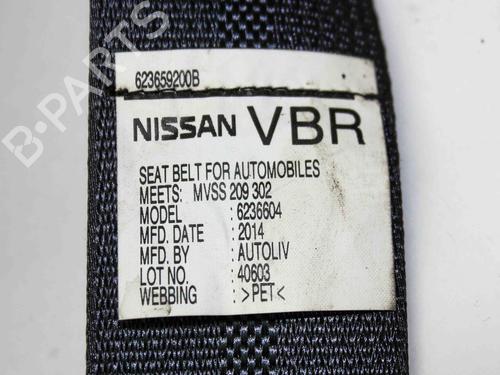 623659200B
NISSAN VBR
SEAT BELT FOR AUTOMOBILES
MEETS: MVSS 209 302
MODEL : 6236604
MFD. DATE : 2014
MFD. BY : AUTOLIV
LOT NO. : 40603
WEBBING : >PET<
B-PARTS